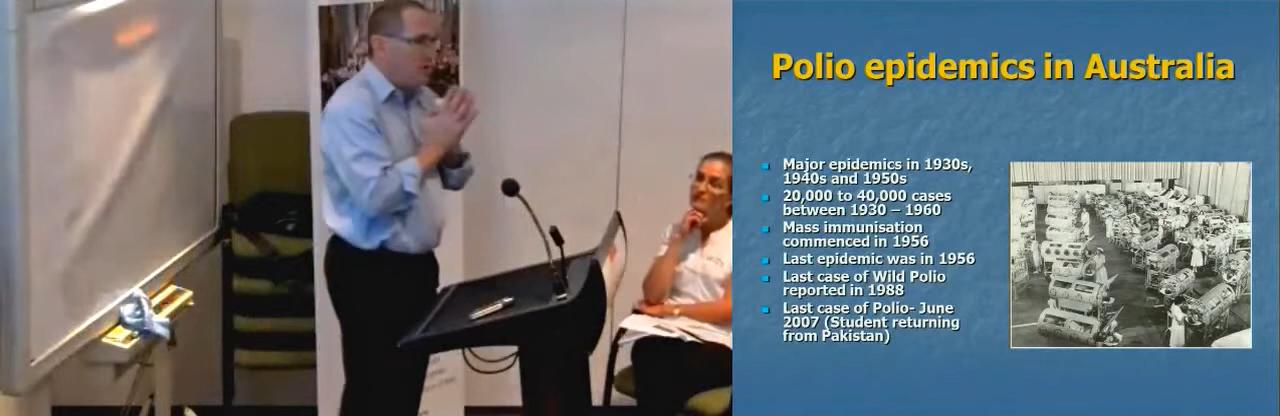 Polio epidemics in Australia
Major epidemics in 1930s,
1940s and 1950s
20,000 to 40,000 cases
between 1930 – 1960
Mass immunisation
commenced in 1956
Last epidemic was in 1956
Last case of Wild Polio
reported in 1988
Last case of Polio- June
2007 (Student returning
from Pakistan)